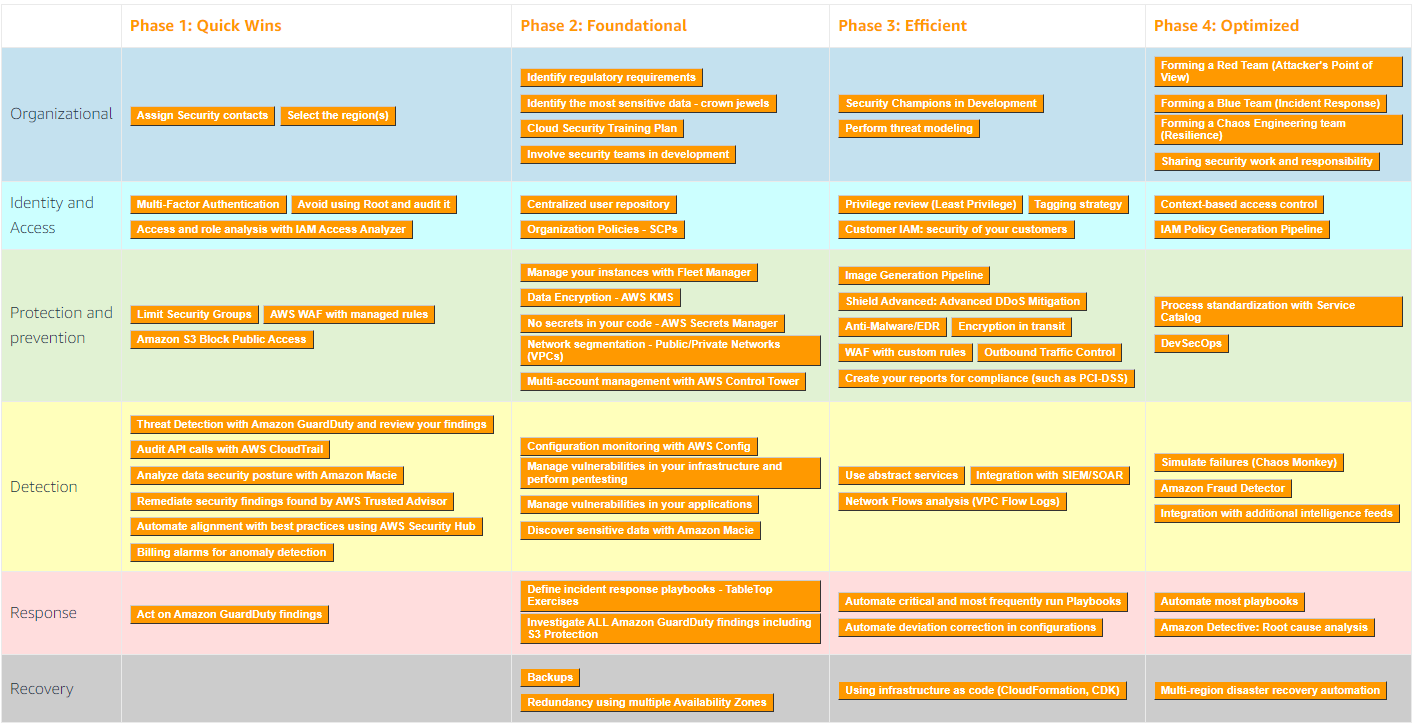 Phase 1: Quick Wins
Phase 2: Foundational
Phase 3: Efficient
Phase 4: Optimized
Organizational
Assign Security contacts
Select the region(s)
Identify regulatory requirements
Identify the most sensitive data - crown jewels
Cloud Security Training Plan
Involve security teams in development
Security Champions in Development
Perform threat modeling
Forming a Red Team (Attacker's Point of
View)
Forming a Blue Team (Incident Response)
Forming a Chaos Engineering team
(Resilience)
Sharing security work and responsibility
Identity and
Access
Multi-Factor Authentication
Avoid using Root and audit it
Access and role analysis with IAM Access Analyzer
Centralized user repository
Organization Policies - SCPs
Privilege review (Least Privilege)
Tagging strategy
Customer IAM: security of your customers
Context-based access control
IAM Policy Generation Pipeline
Protection and
prevention
Limit Security Groups
AWS WAF with managed rules
Amazon S3 Block Public Access
Manage your instances with Fleet Manager
Data Encryption - AWS KMS
No secrets in your code - AWS Secrets Manager
Network segmentation - Public/Private Networks
(VPCs)
Multi-account management with AWS Control Tower
Image Generation Pipeline
Shield Advanced: Advanced DDoS Mitigation
Anti-Malware/EDR
Encryption in transit
WAF with custom rules
Outbound Traffic Control
Create your reports for compliance (such as PCI-DSS)
Process standardization with Service
Catalog
DevSecOps
Detection
Threat Detection with Amazon GuardDuty and review your findings
Audit API calls with AWS CloudTrail
Analyze data security posture with Amazon Macie
Remediate security findings found by AWS Trusted Advisor
Automate alignment with best practices using AWS Security Hub
Billing alarms for anomaly detection
Configuration monitoring with AWS Config
Manage vulnerabilities in your infrastructure and
perform pentesting
Manage vulnerabilities in your applications
Discover sensitive data with Amazon Macie
Use abstract services
Integration with SIEM/SOAR
Network Flows analysis (VPC Flow Logs)
Simulate failures (Chaos Monkey)
Amazon Fraud Detector
Integration with additional intelligence feeds
Response
Act on Amazon GuardDuty findings
Define incident response playbooks - TableTop
Exercises
Investigate ALL Amazon GuardDuty findings including
S3 Protection
Automate critical and most frequently run Playbooks
Automate deviation correction in configurations
Automate most playbooks
Amazon Detective: Root cause analysis
Recovery
Backups
Redundancy using multiple Availability Zones
Using infrastructure as code (CloudFormation, CDK)
Multi-region disaster recovery automation